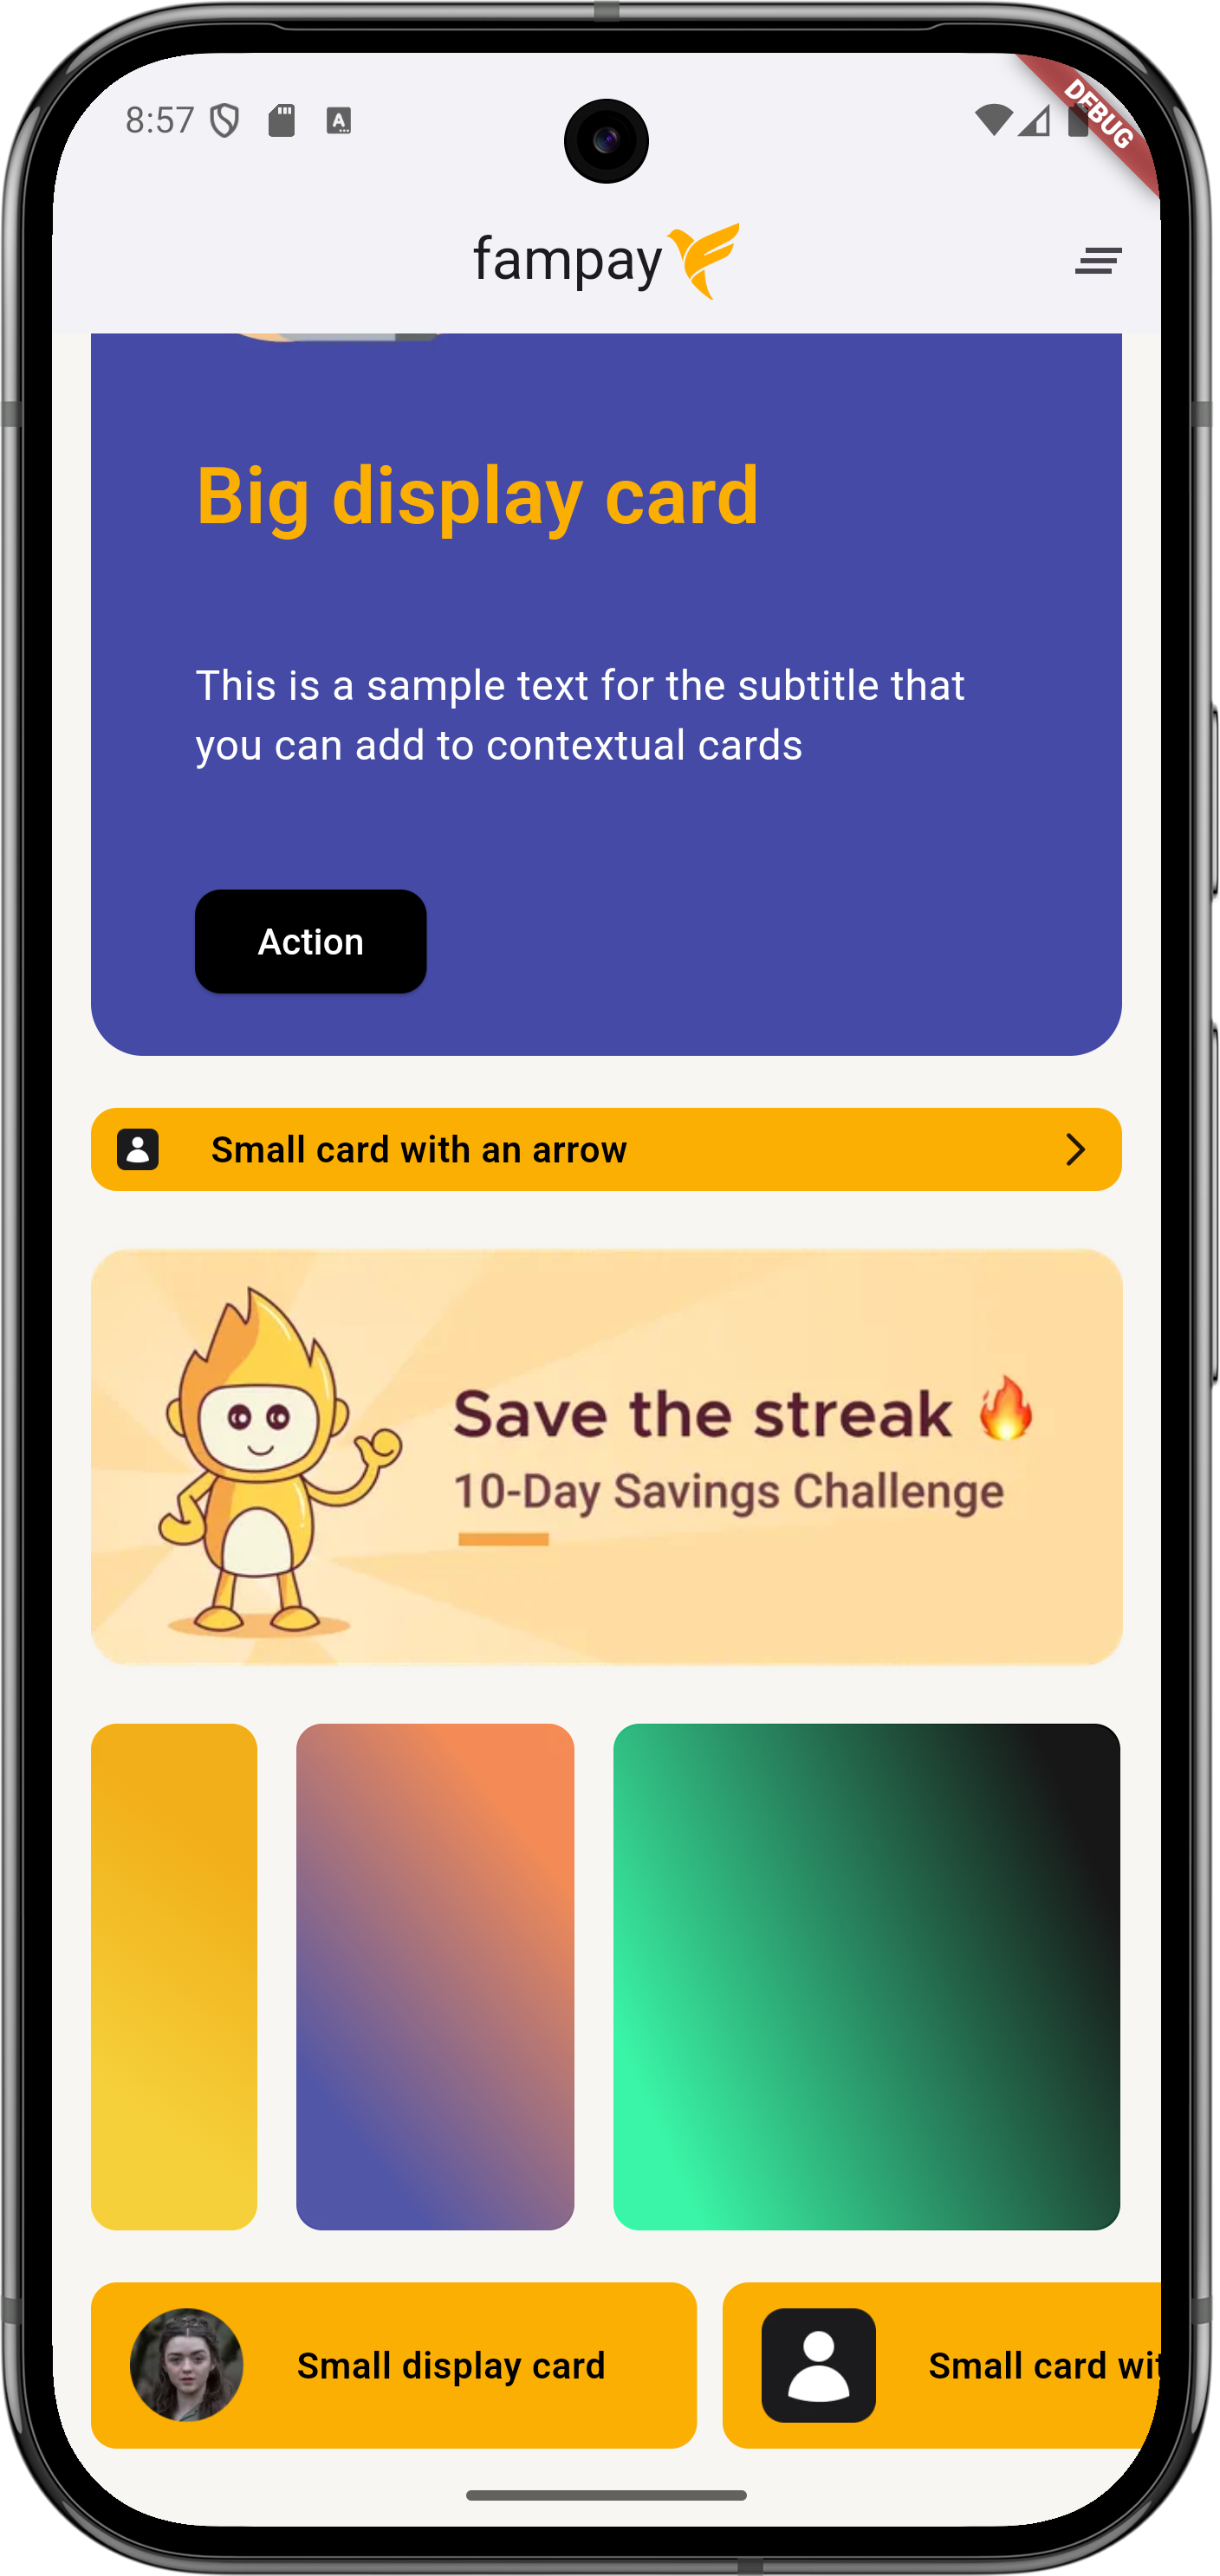 8:57
DEBUG
fampay
Big display card
This is a sample text for the subtitle that
you can add to contextual cards
Action
Small card with an arrow
Save the streak 🔥
10-Day Savings Challenge
Small display card
Small card wit